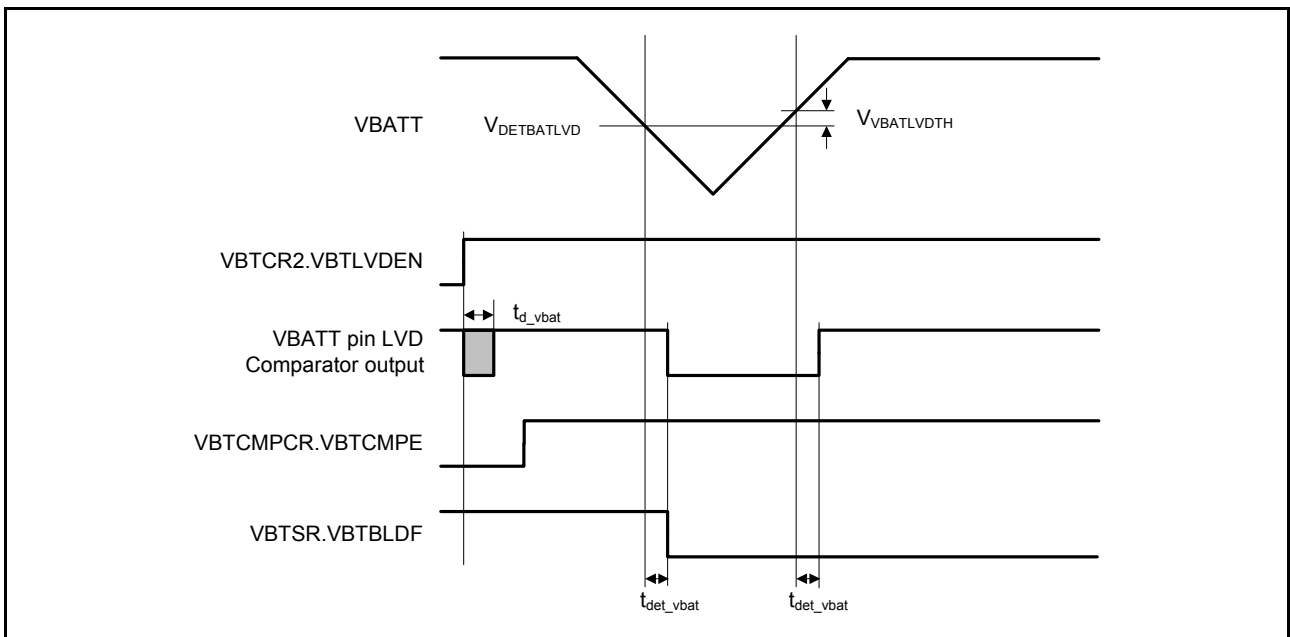 VBATT
VDETBATLVD
VVBATLVDTH
VBTCR2.VBTLVDEN
td_vbat
VBATT pin LVD
Comparator output
VBTCMPCR.VBTCMPE
VBTSR.VBTBLDF
tdet_vbat
tdet_vbat